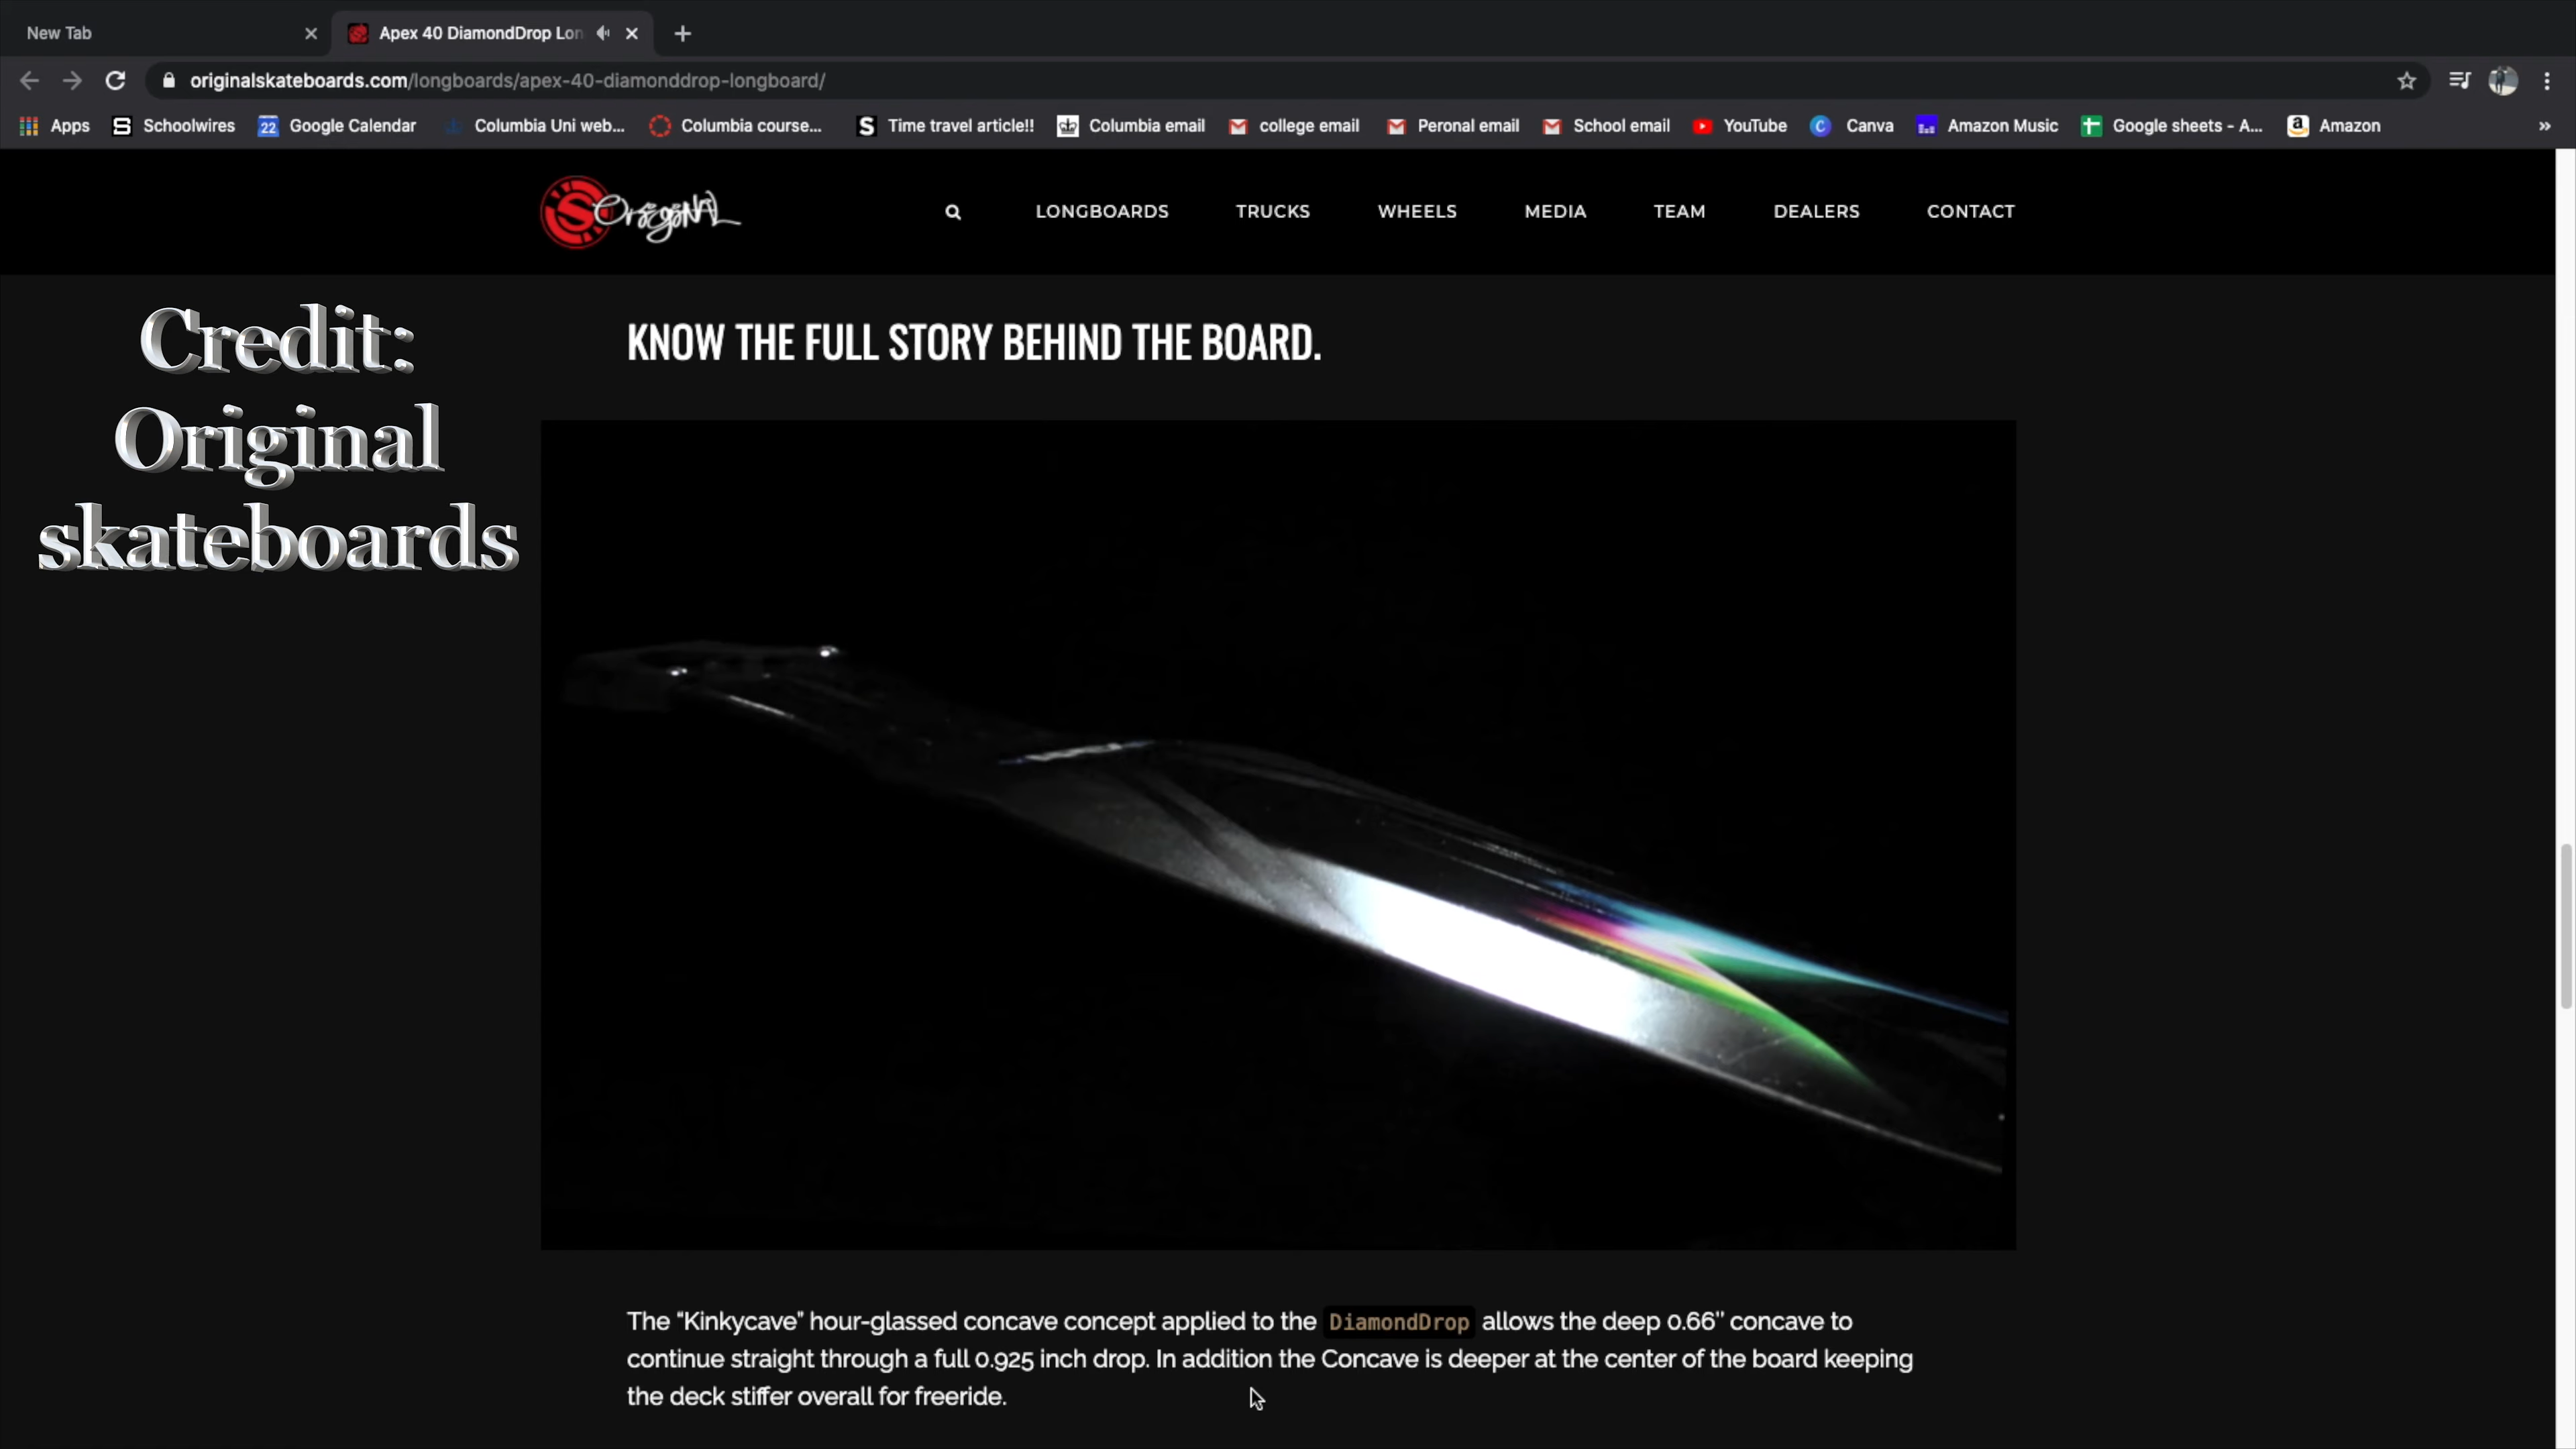 New Tab
Apex 40 DiamondDrop Lon
originalskateboards.com/longboards/apex-40-diamonddrop-longboard/
Apps Schoolwires 22 Google Calendar Columbia Uni web... Columbia course... S Time travel article!! Columbia email college email Peronal email School email YouTube Canva Amazon Music Google sheets - A... Amazon
Original LONGBOARDS TRUCKS WHEELS MEDIA TEAM DEALERS CONTACT
Credit:
Original
skateboards
KNOW THE FULL STORY BEHIND THE BOARD.
The “Kinkycave” hour-glassed concave concept applied to the DiamondDrop allows the deep 0.66" concave to
continue straight through a full 0.925 inch drop. In addition the Concave is deeper at the center of the board keeping
the deck stiffer overall for freeride.